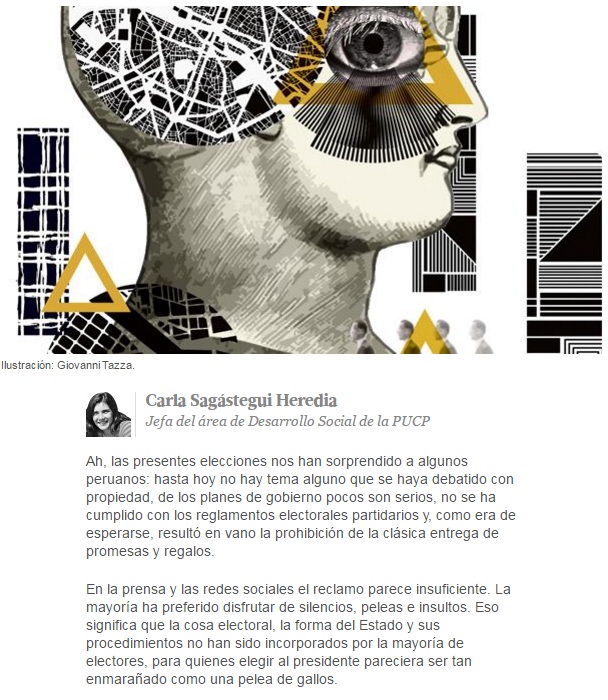 Ilustración: Giovanni Tazza.
Carla Sagástegui Heredia
Jefa del área de Desarrollo Social de la PUCP
Ah, las presentes elecciones nos han sorprendido a algunos
peruanos: hasta hoy no hay tema alguno que se haya debatido con
propiedad, de los planes de gobierno pocos son serios, no se ha
cumplido con los reglamentos electorales partidarios y, como era de
esperarse, resultó en vano la prohibición de la clásica entrega de
promesas y regalos.
En la prensa y las redes sociales el reclamo parece insuficiente. La
mayoría ha preferido disfrutar de silencios, peleas e insultos. Eso
significa que la cosa electoral, la forma del Estado y sus
procedimientos no han sido incorporados por la mayoría de
electores, para quienes elegir al presidente pareciera ser tan
enmarañado como una pelea de gallos.